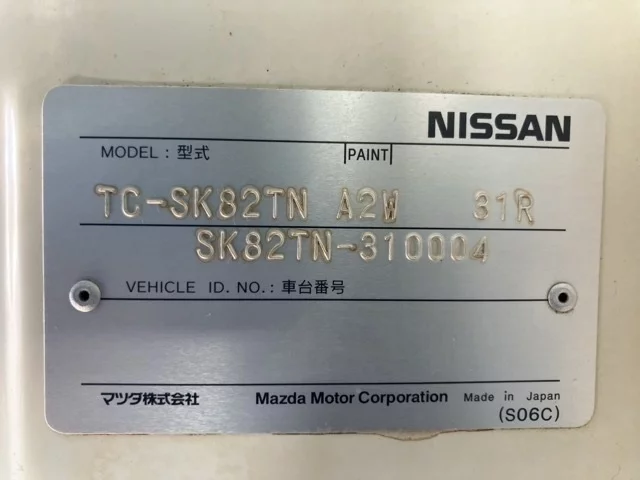 NISSAN
MODEL : 型式 PAINT
TC-SK82TN A2W 31R
SK82TN-310004
VEHICLE ID. NO. : 車台番号
マツダ株式会社 Mazda Motor Corporation Made in Japan
(S06C)